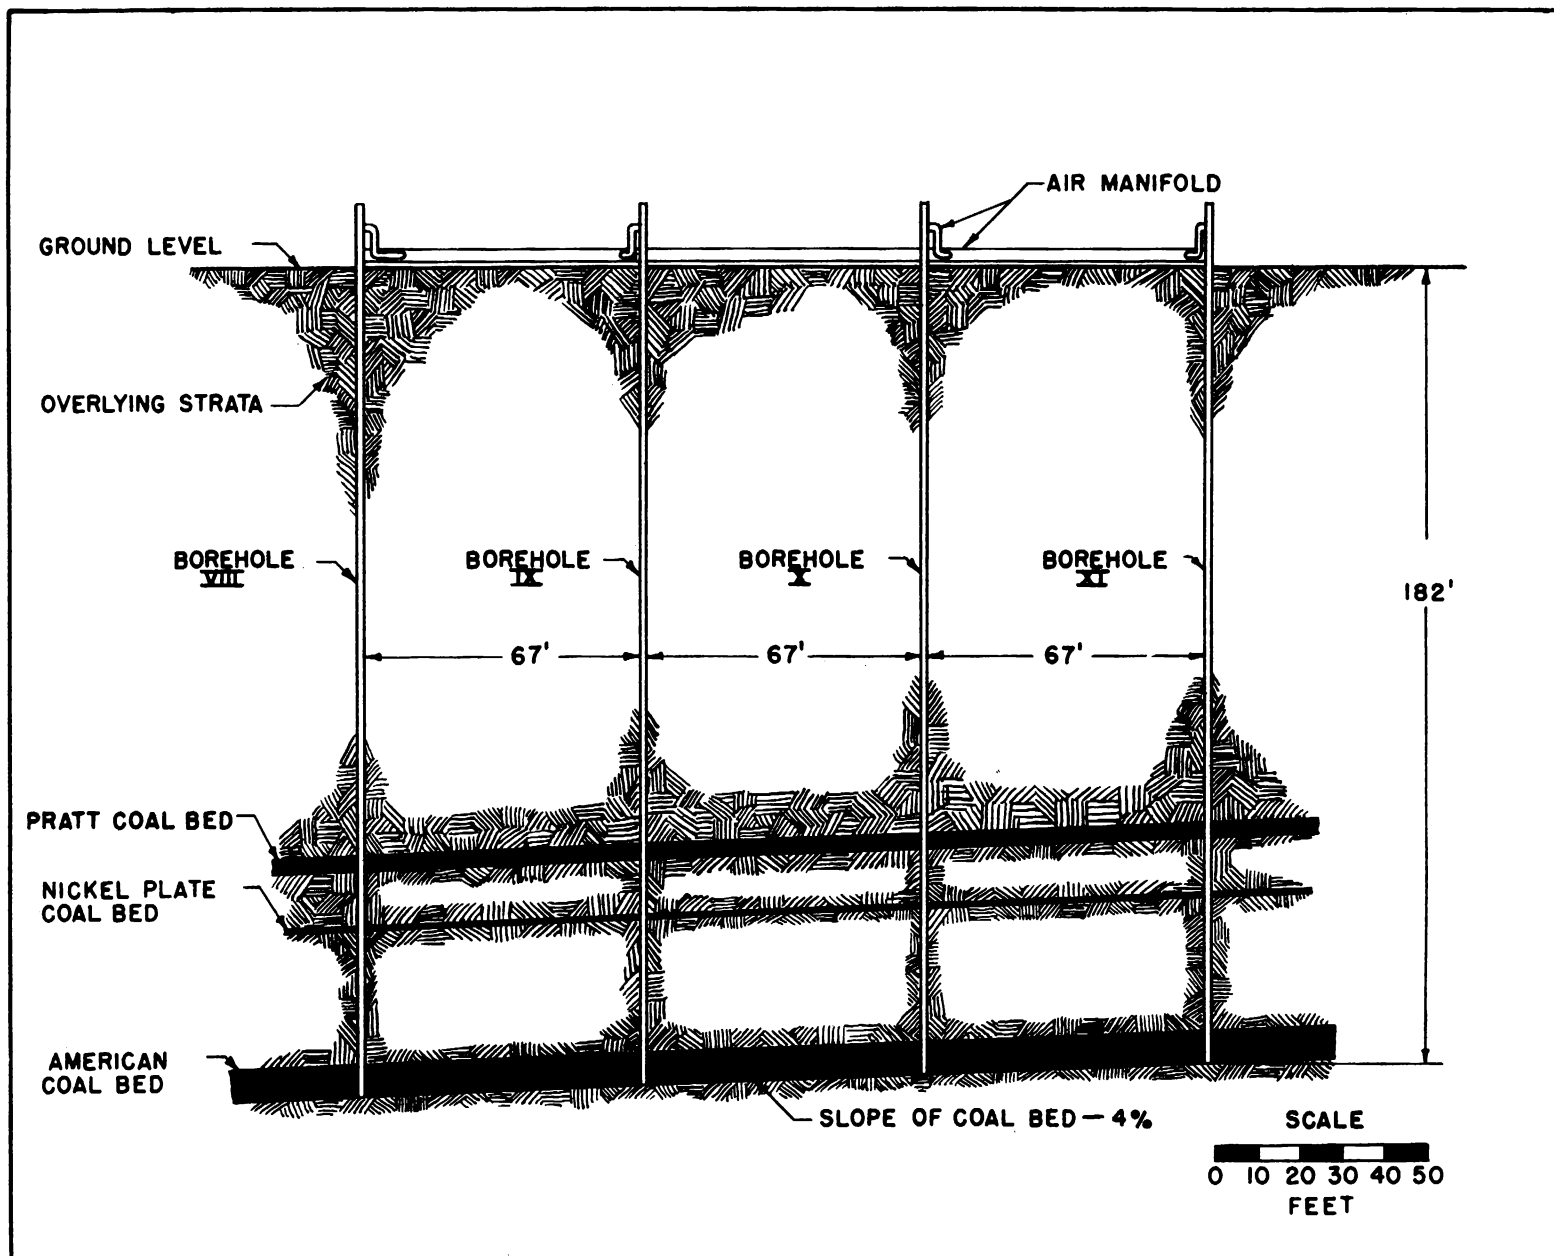 AIR MANIFOLD
GROUND LEVEL
OVERLYING STRATA
BOREHOLE
VIII
BOREHOLE
IX
BOREHOLE
X
BOREHOLE
XI
182'
67'
67'
67'
PRATT COAL BED
NICKEL PLATE
COAL BED
AMERICAN
COAL BED
SLOPE OF COAL BED — 4%
SCALE
0 10 20 30 40 50
FEET